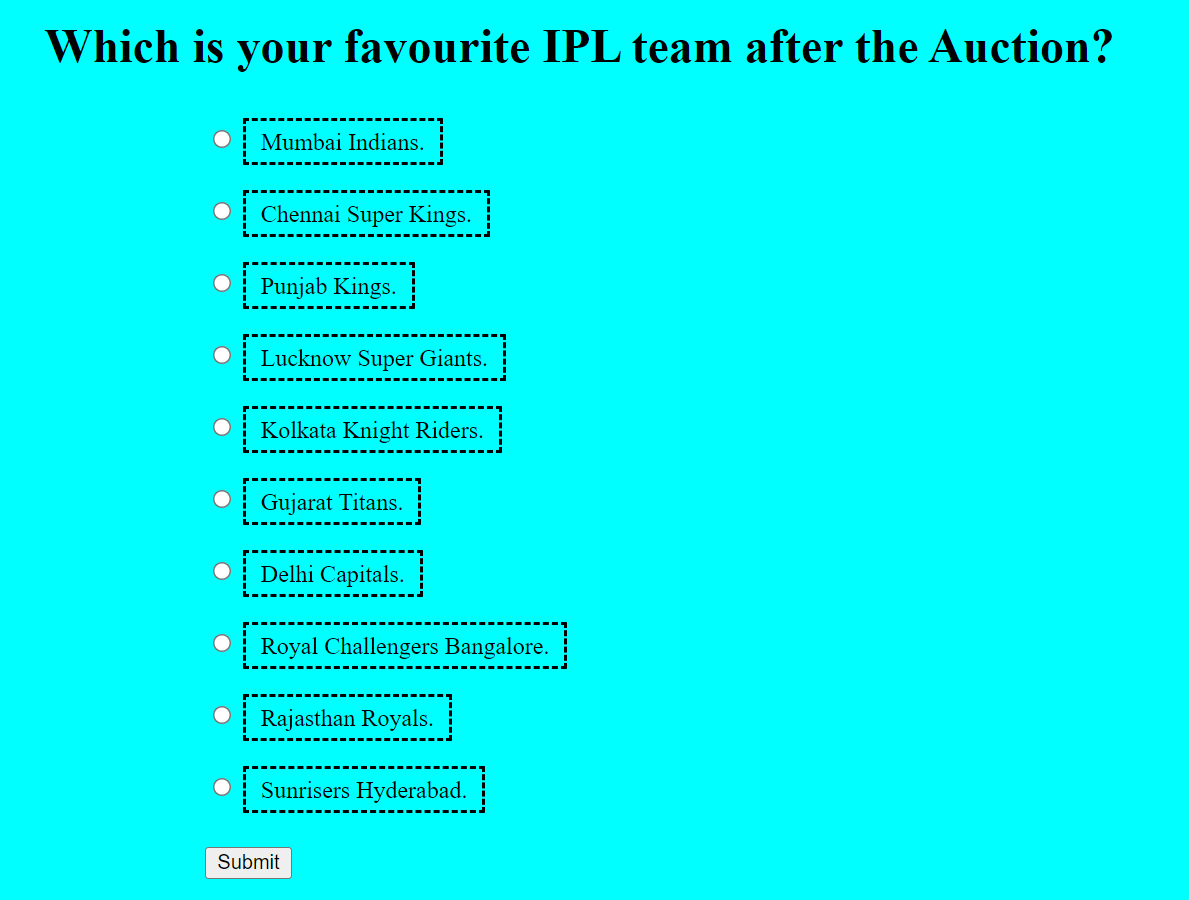 Which is your favourite IPL team after the Auction?
Mumbai Indians.
Chennai Super Kings.
Punjab Kings.
Lucknow Super Giants.
Kolkata Knight Riders.
Gujarat Titans.
Delhi Capitals.
Royal Challengers Bangalore.
Rajasthan Royals.
Sunrisers Hyderabad.
Submit